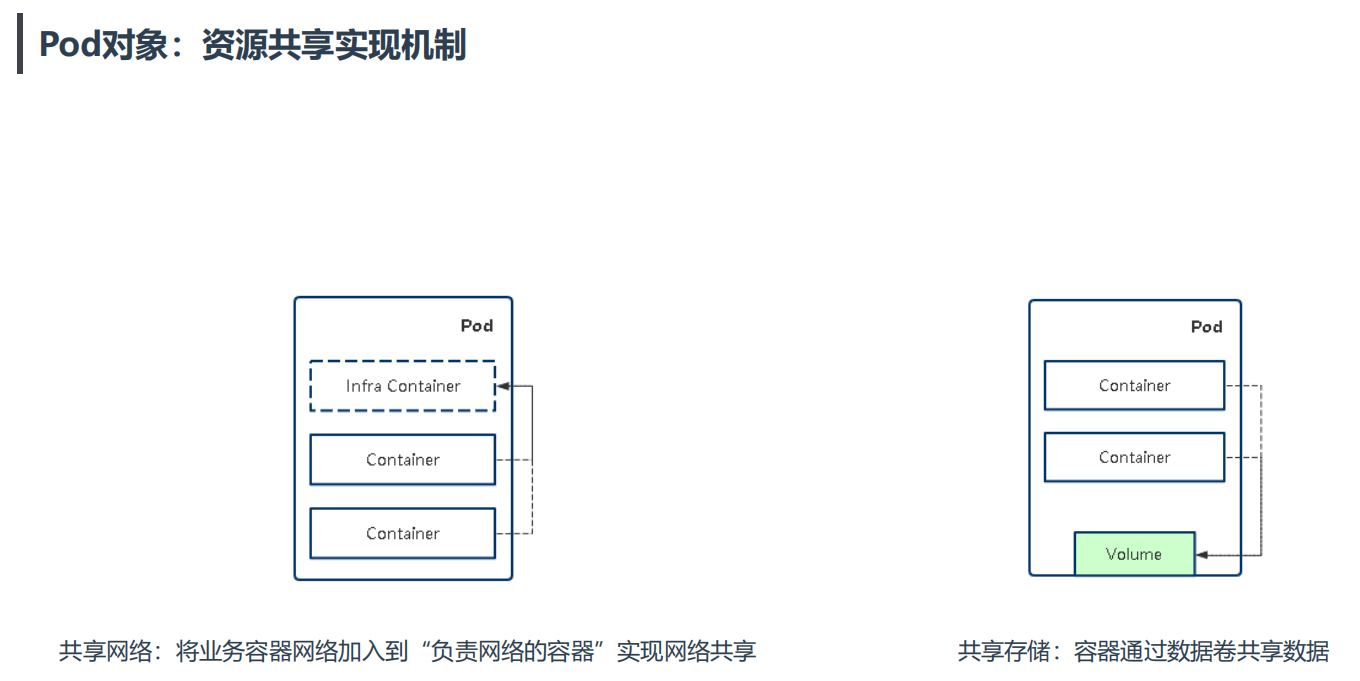 Pod对象：资源共享实现机制
Pod
Infra Container
Container
Container
共享网络：将业务容器网络加入到“负责网络的容器”实现网络共享
Pod
Container
Container
Volume
共享存储：容器通过数据卷共享数据